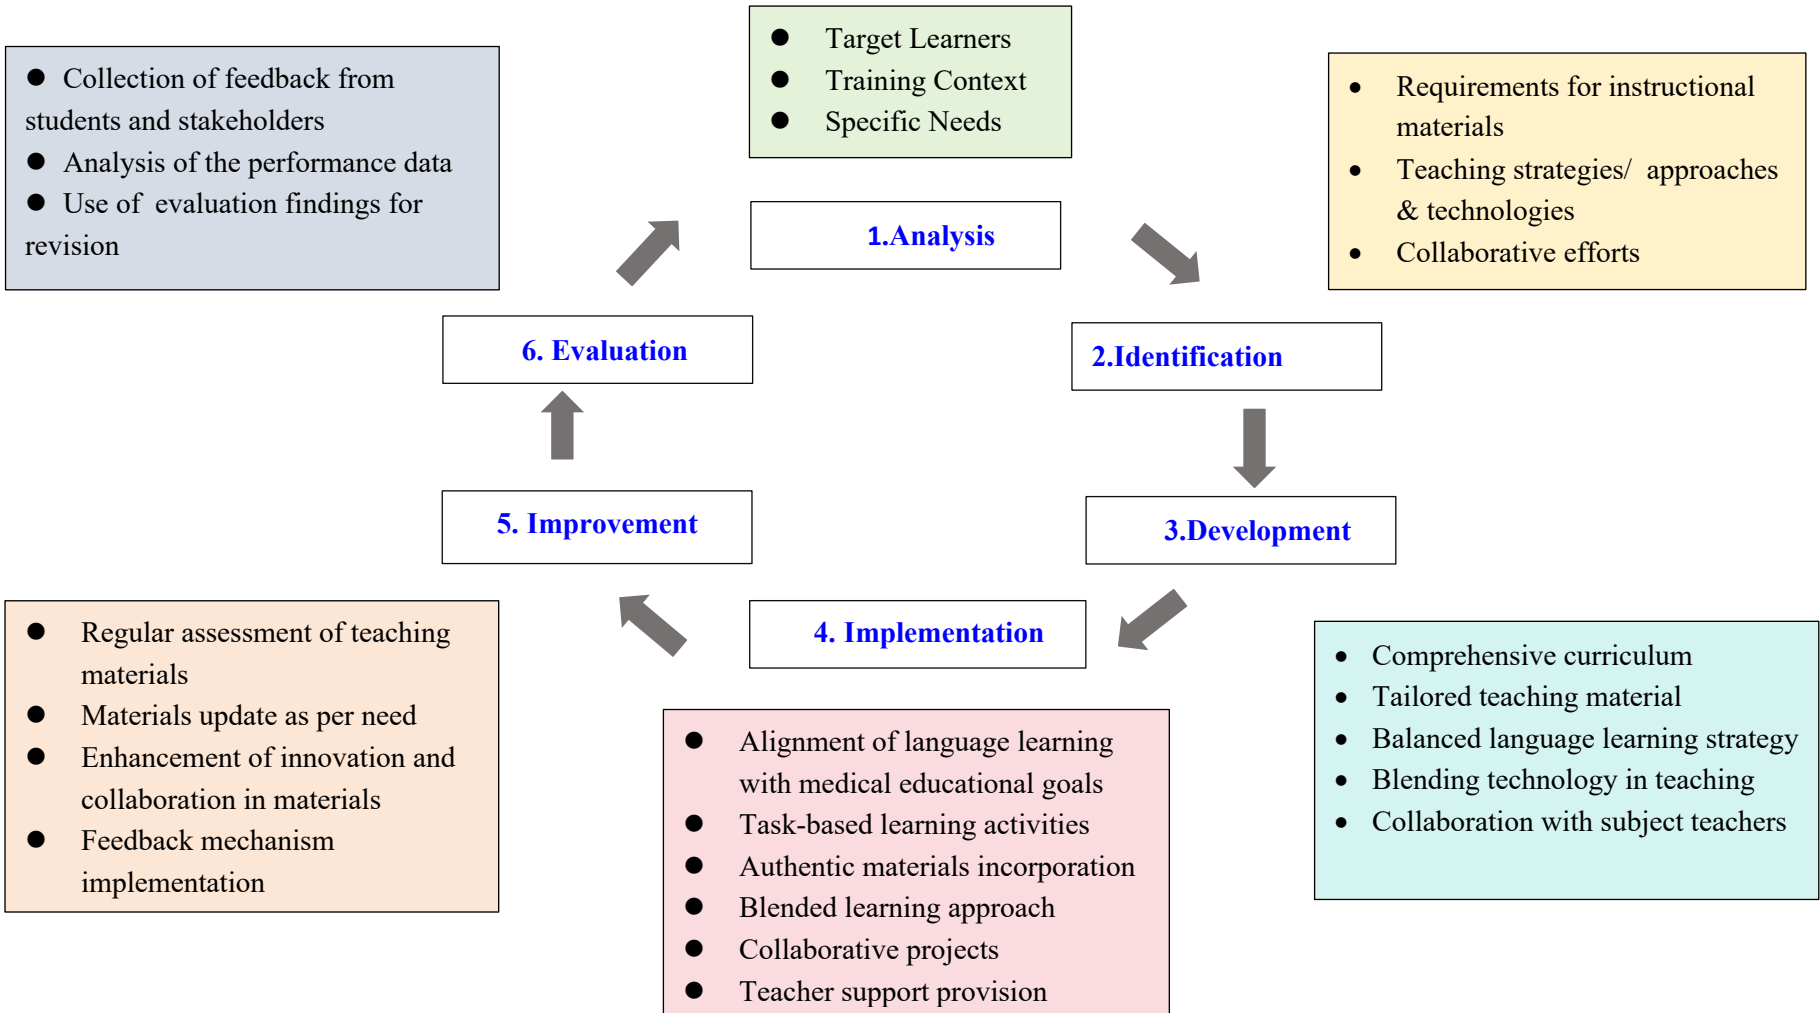 ● Target Learners
● Training Context
● Specific Needs
1.Analysis
• Requirements for instructional
materials
• Teaching strategies/ approaches
& technologies
• Collaborative efforts
2.Identification
3.Development
• Comprehensive curriculum
• Tailored teaching material
• Balanced language learning strategy
• Blending technology in teaching
• Collaboration with subject teachers
4. Implementation
● Alignment of language learning
with medical educational goals
● Task-based learning activities
● Authentic materials incorporation
● Blended learning approach
● Collaborative projects
● Teacher support provision
5. Improvement
● Regular assessment of teaching
materials
● Materials update as per need
● Enhancement of innovation and
collaboration in materials
● Feedback mechanism
implementation
6. Evaluation
● Collection of feedback from
students and stakeholders
● Analysis of the performance data
● Use of evaluation findings for
revision